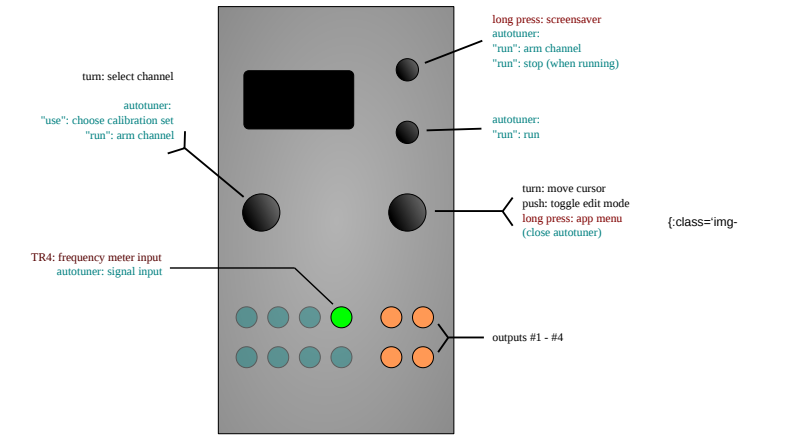 long press: screensaver
autotuner:
"run": arm channel
"run": stop (when running)
turn: select channel
autotuner:
"use": choose calibration set
"run": arm channel
autotuner:
"run": run
turn: move cursor
push: toggle edit mode
long press: app menu
(close autotuner)
{:class='img-
TR4: frequency meter input
autotuner: signal input
outputs #1 - #4